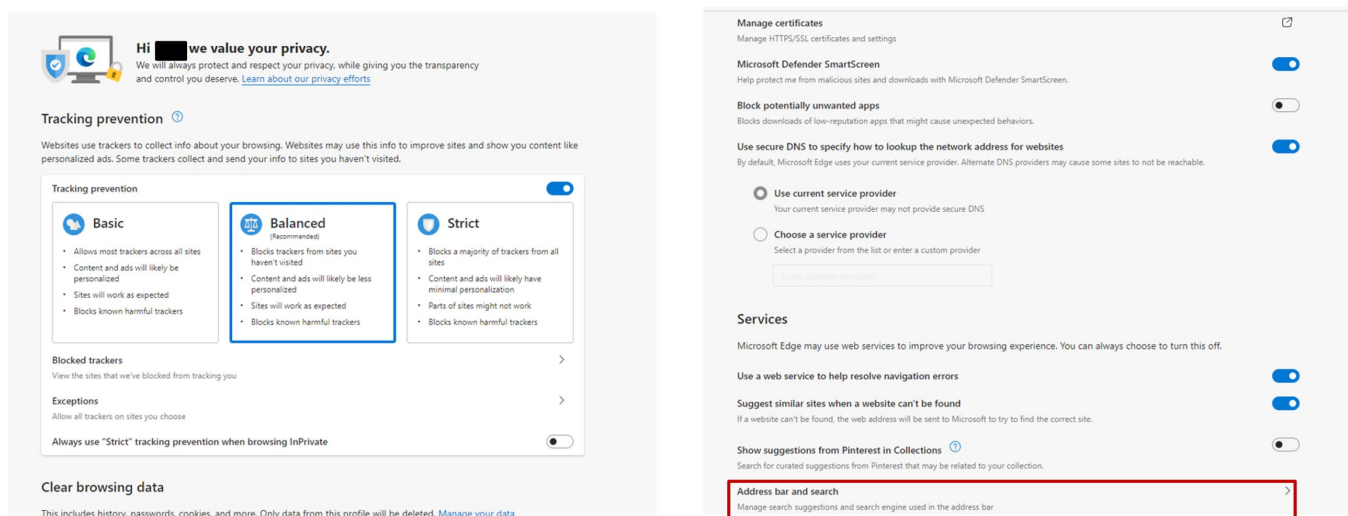 Hi we value your privacy.
We will always protect and respect your privacy, while giving you the transparency
and control you deserve. Learn about our privacy efforts
Tracking prevention
Websites use trackers to collect info about your browsing. Websites may use this info to improve sites and show you content like
personalized ads. Some trackers collect and send your info to sites you haven't visited.
Tracking prevention
Basic
Allows most trackers across all sites
Content and ads will likely be
personalized
Sites will work as expected
Blocks known harmful trackers
Balanced
(Recommended)
Blocks trackers from sites you
haven't visited
Content and ads will likely be less
personalized
Sites will work as expected
Blocks known harmful trackers
Strict
Blocks a majority of trackers from all
sites
Content and ads will likely have
minimal personalization
Parts of sites might not work
Blocks known harmful trackers
Blocked trackers
View the sites that we've blocked from tracking you
Exceptions
Allow all trackers on sites you choose
Always use "Strict" tracking prevention when browsing InPrivate
Clear browsing data
This includes history, passwords, cookies, and more. Only data from this profile will be deleted. Manage your data
Manage certificates
Manage HTTPS/SSL certificates and settings
Microsoft Defender SmartScreen
Help protect me from malicious sites and downloads with Microsoft Defender SmartScreen.
Block potentially unwanted apps
Blocks downloads of low-reputation apps that might cause unexpected behaviors.
Use secure DNS to specify how to lookup the network address for websites
By default, Microsoft Edge uses your current service provider. Alternate DNS providers may cause some sites to not be reachable.
Use current service provider
Your current service provider may not provide secure DNS
Choose a service provider
Select a provider from the list or enter a custom provider
Enter custom provider
Services
Microsoft Edge may use web services to improve your browsing experience. You can always choose to turn this off.
Use a web service to help resolve navigation errors
Suggest similar sites when a website can't be found
If a website can't be found, the web address will be sent to Microsoft to try to find the correct site.
Show suggestions from Pinterest in Collections
Search for curated suggestions from Pinterest that may be related to your collection.
Address bar and search
Manage search suggestions and search engine used in the address bar